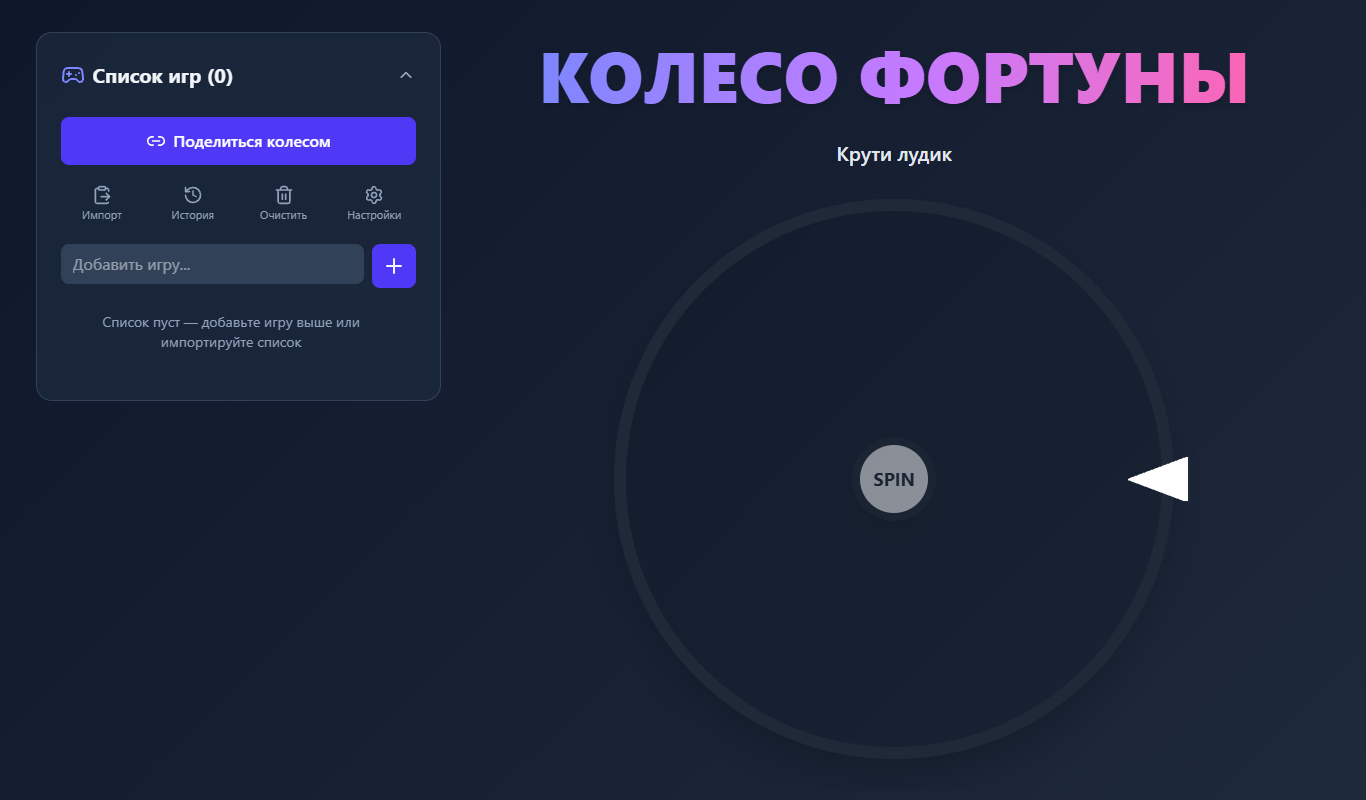 Список игр (0)
Поделиться колесом
Импорт
История
Очистить
Настройки
Добавить игру...
Список пуст — добавьте игру выше или
импортируйте список
КОЛЕСО ФОРТУНЫ
Крути лудик
SPIN